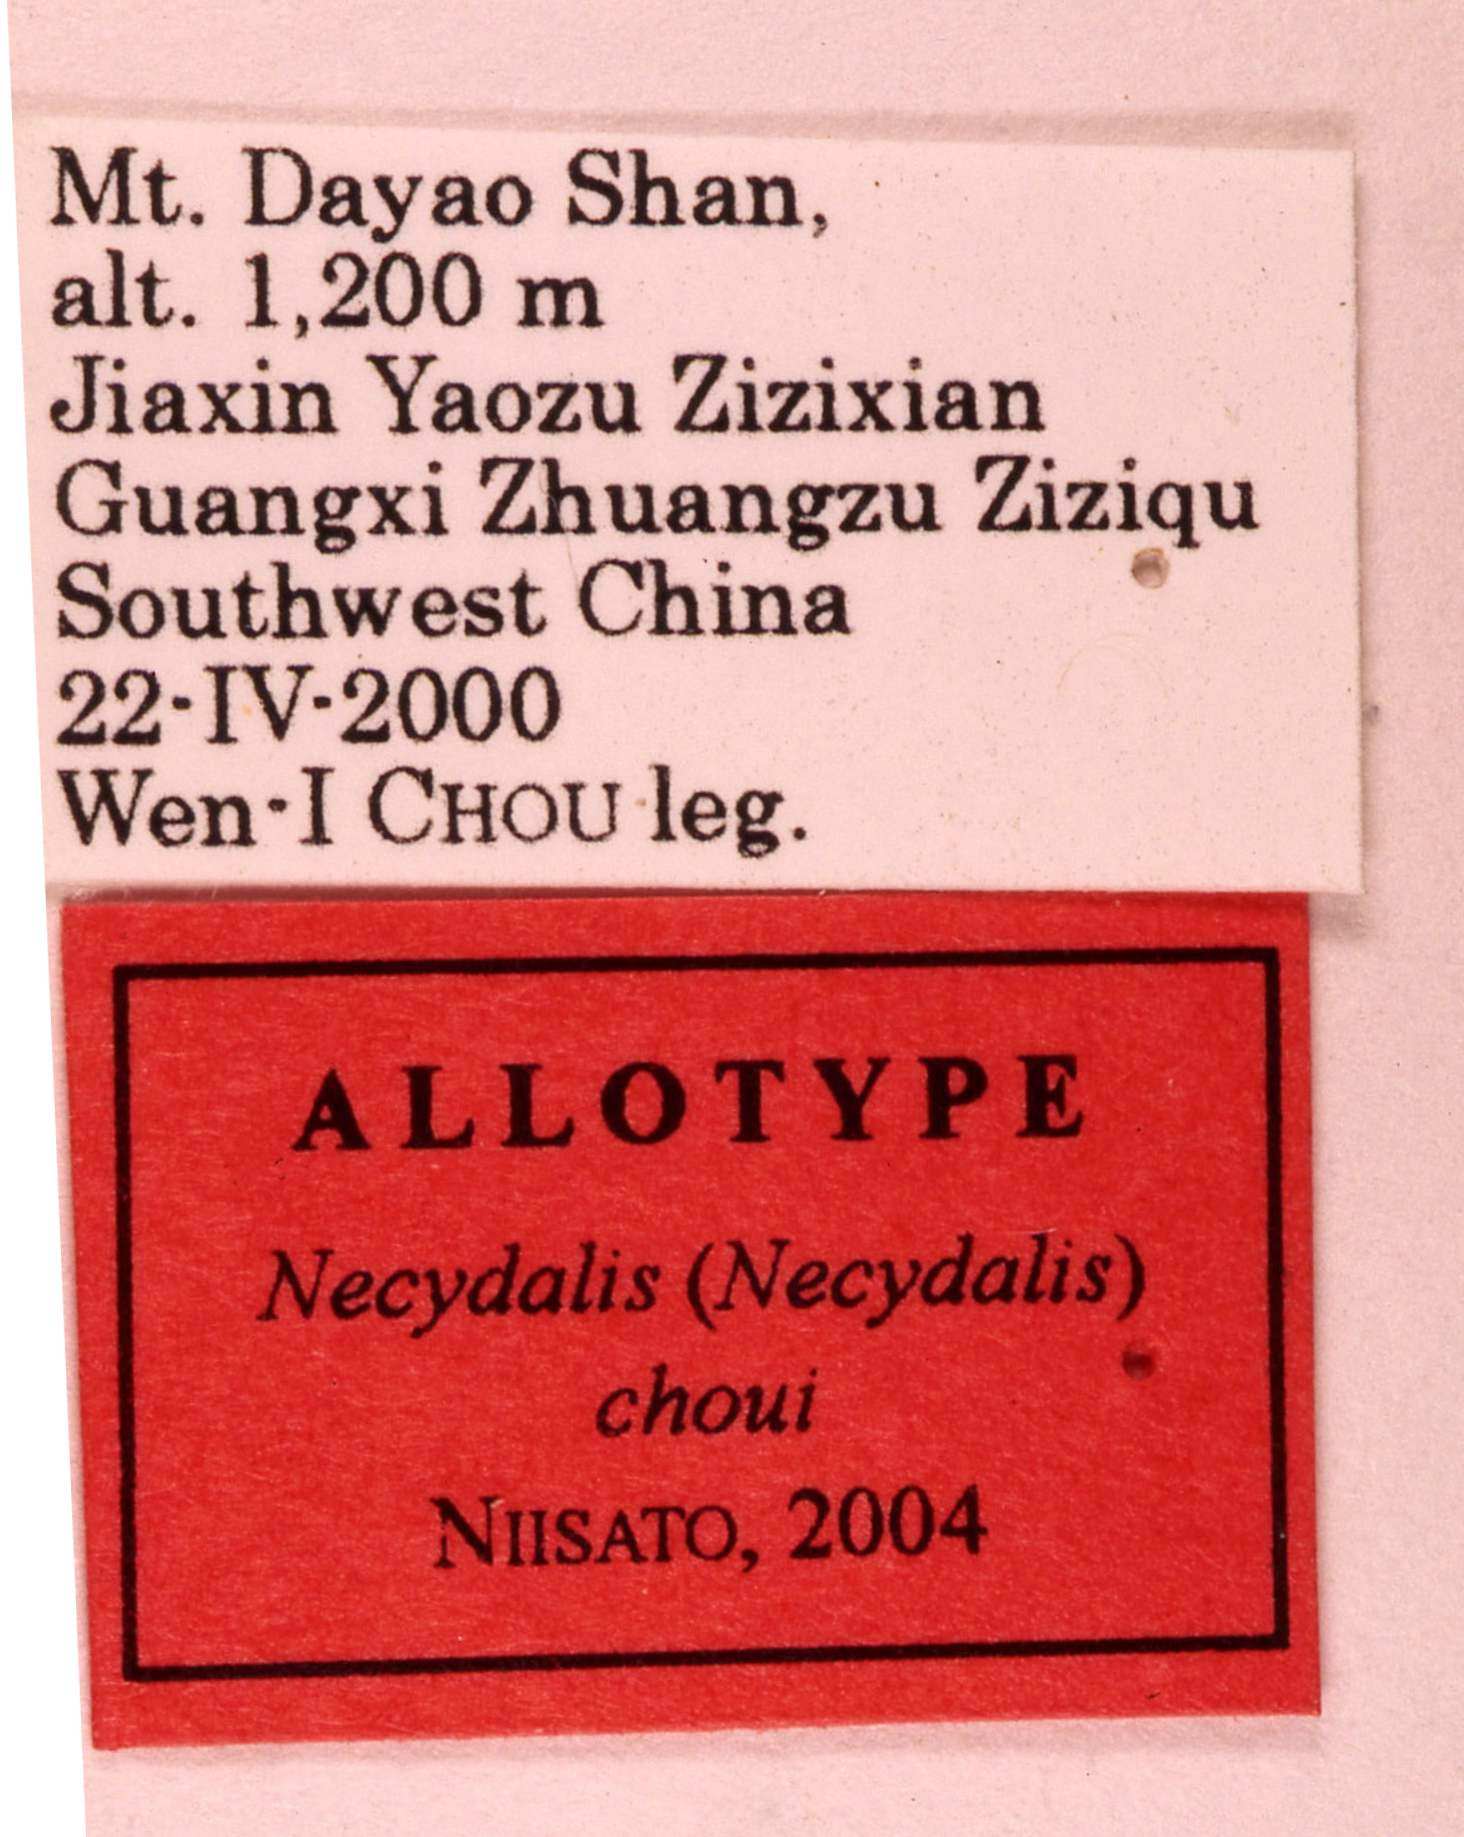 Mt. Dayao Shan,
alt. 1,200 m
Jiaxin Yaozu Zizixian
Guangxi Zhuangzu Ziziqu
Southwest China
22-IV-2000
Wen-I CHOU leg.
ALLOTYPE
Necydalis (Necydalis)
choui
NIISATO, 2004